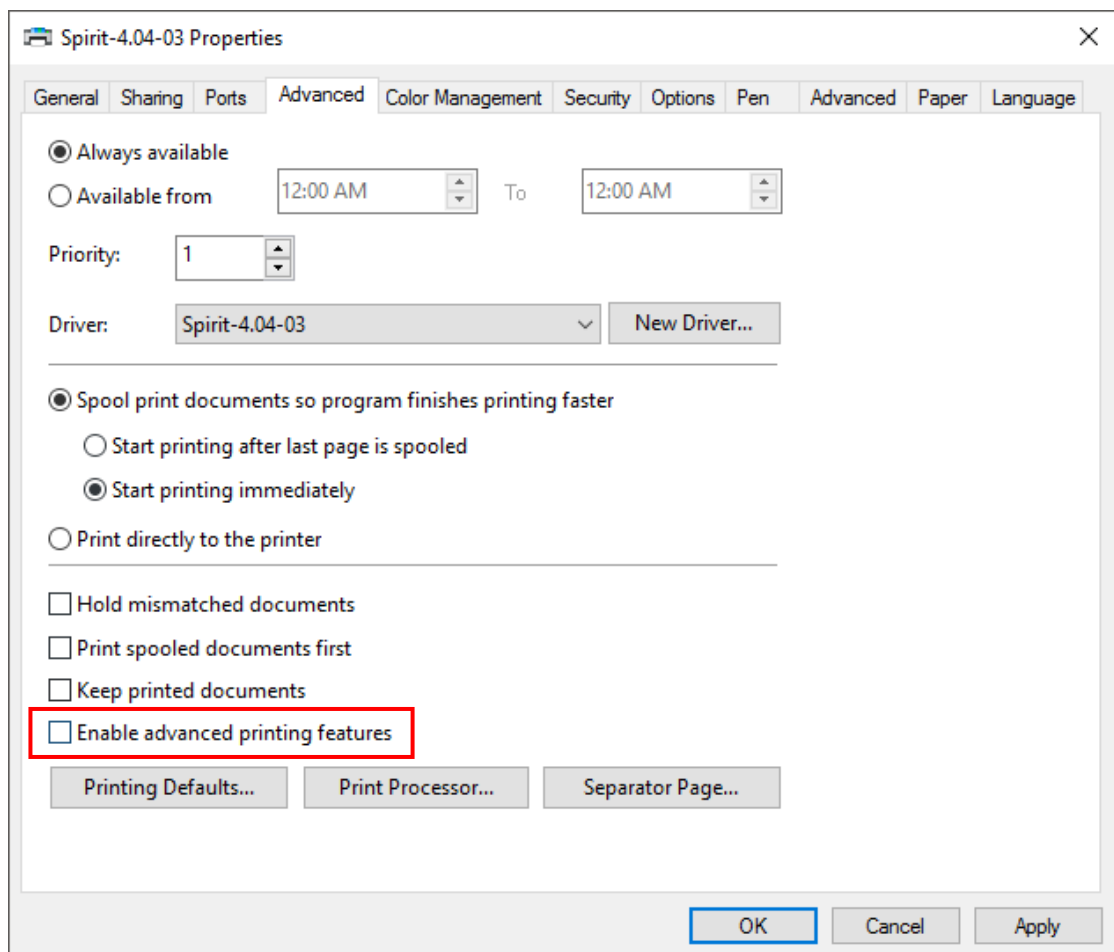 Spirit-4.04-03 Properties
General Sharing Ports Advanced Color Management Security Options Pen Advanced Paper Language
Always available
Available from 12:00 AM To 12:00 AM
Priority: 1
Driver: Spirit-4.04-03 New Driver...
Spool print documents so program finishes printing faster
Start printing after last page is spooled
Start printing immediately
Print directly to the printer
Hold mismatched documents
Print spooled documents first
Keep printed documents
Enable advanced printing features
Printing Defaults... Print Processor... Separator Page...
OK Cancel Apply